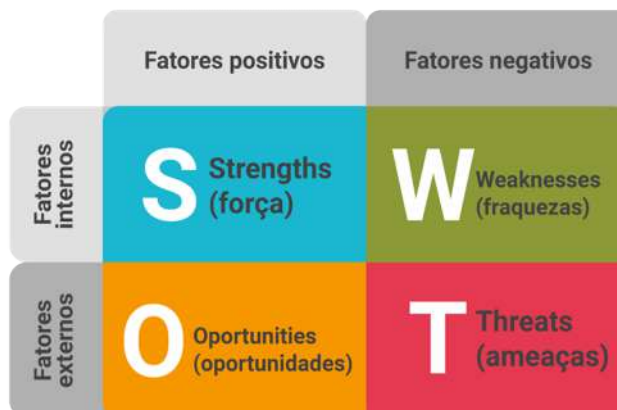 Fatores positivos
Fatores negativos
Fatores
internos
S
Strengths
(força)
W
Weaknesses
(fraquezas)
Fatores
externos
O
Oportunities
(oportunidades)
T
Threats
(ameaças)